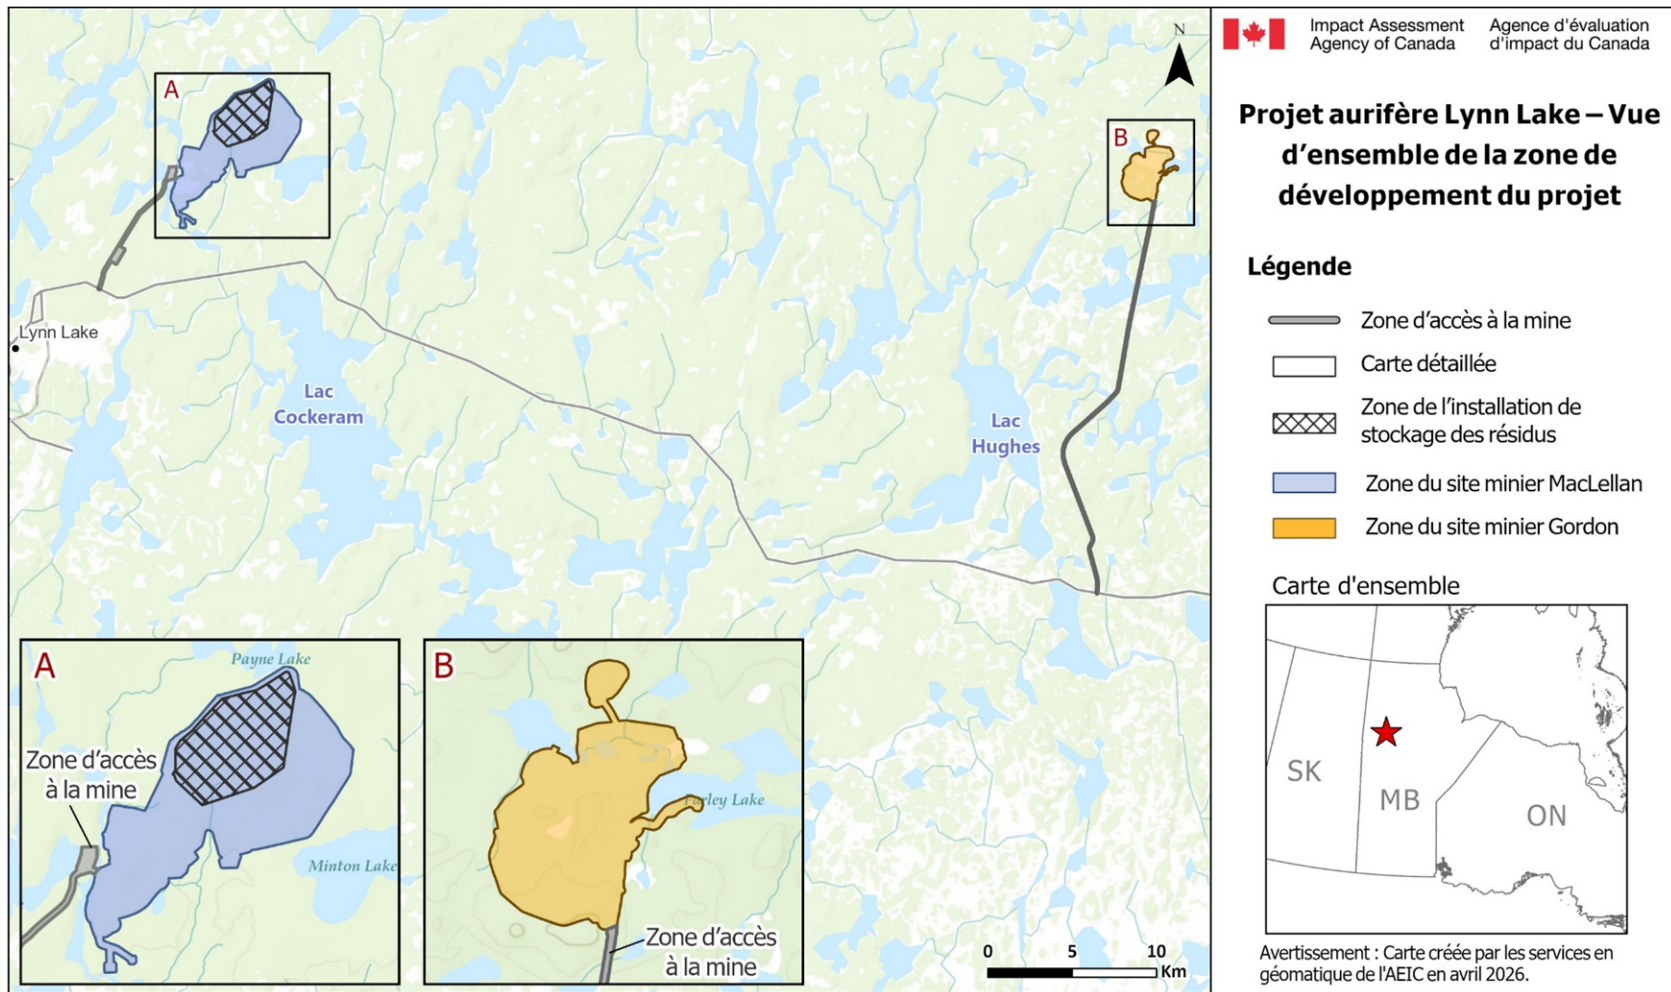 Impact Assessment
Agency of Canada
Agence d'évaluation
d'impact du Canada
Projet aurifère Lynn Lake – Vue
d'ensemble de la zone de
développement du projet
Légende
Zone d'accès à la mine
Carte détaillée
Zone de l'installation de
stockage des résidus
Zone du site minier MacLellan
Zone du site minier Gordon
Carte d'ensemble
SK
MB
ON
Avertissement : Carte créée par les services en
géomatique de l'AEIC en avril 2026.
N
A
B
Lynn Lake
Lac
Cockeram
Lac
Hughes
A
Payne Lake
Zone d'accès
à la mine
Minton Lake
B
Farley Lake
Zone d'accès
à la mine
0 5 10
Km